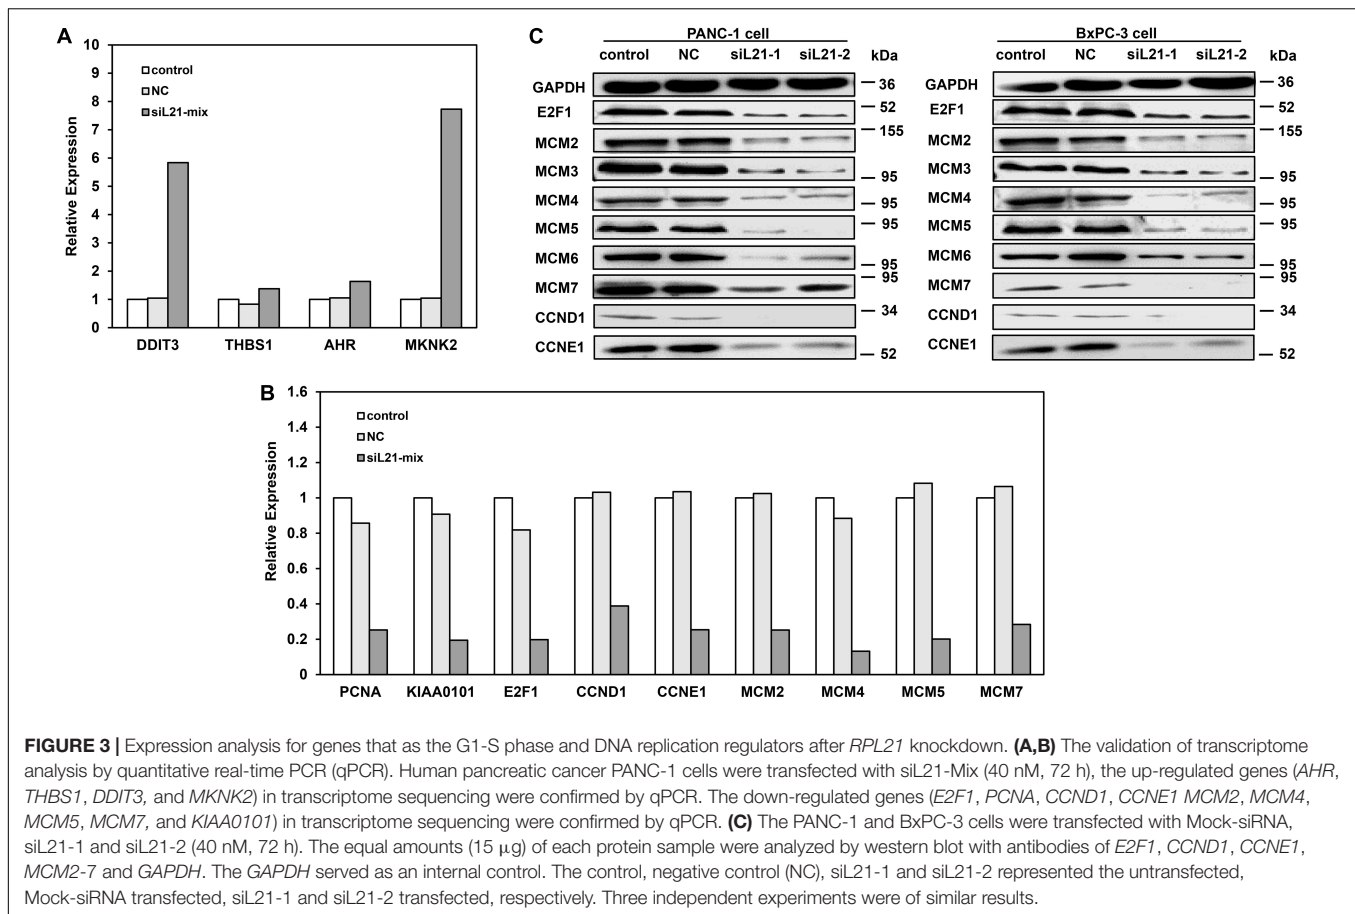 A
10
9
8
7
6
5
4
3
2
1
0
Relative Expression
control
NC
siL21-mix
DDIT3 THBS1 AHR MKNK2
C
PANC-1 cell
control NC siL21-1 siL21-2 kDa
GAPDH 36
E2F1 52
MCM2 155
MCM3 95
MCM4 95
MCM5 95
MCM6 95
MCM7 95
CCND1 34
CCNE1 52
BxPC-3 cell
control NC siL21-1 siL21-2 kDa
GAPDH 36
E2F1 52
MCM2 155
MCM3 95
MCM4 95
MCM5 95
MCM6 95
MCM7 95
CCND1 34
CCNE1 52
B
1.6
1.4
1.2
1
0.8
0.6
0.4
0.2
0
Relative Expression
control
NC
siL21-mix
PCNA KIAA0101 E2F1 CCND1 CCNE1 MCM2 MCM4 MCM5 MCM7
FIGURE 3 | Expression analysis for genes that as the G1-S phase and DNA replication regulators after RPL21 knockdown. (A,B) The validation of transcriptome
analysis by quantitative real-time PCR (qPCR). Human pancreatic cancer PANC-1 cells were transfected with siL21-Mix (40 nM, 72 h), the up-regulated genes (AHR,
THBS1, DDIT3, and MKNK2) in transcriptome sequencing were confirmed by qPCR. The down-regulated genes (E2F1, PCNA, CCND1, CCNE1 MCM2, MCM4,
MCM5, MCM7, and KIAA0101) in transcriptome sequencing were confirmed by qPCR. (C) The PANC-1 and BxPC-3 cells were transfected with Mock-siRNA,
siL21-1 and siL21-2 (40 nM, 72 h). The equal amounts (15 μg) of each protein sample were analyzed by western blot with antibodies of E2F1, CCND1, CCNE1,
MCM2-7 and GAPDH. The GAPDH served as an internal control. The control, negative control (NC), siL21-1 and siL21-2 represented the untransfected,
Mock-siRNA transfected, siL21-1 and siL21-2 transfected, respectively. Three independent experiments were of similar results.